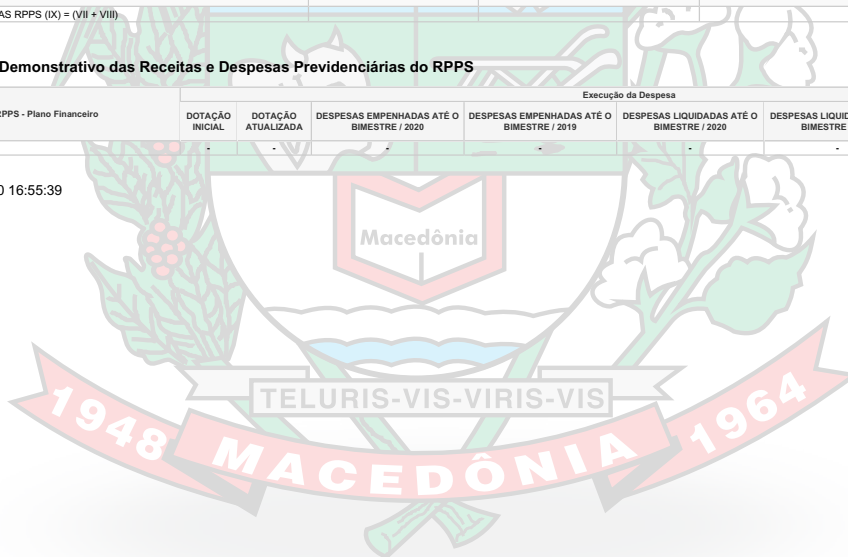 AS RPPS (IX) = (VII + VIII)
Demonstrativo das Receitas e Despesas Previdenciárias do RPPS
RPPS - Plano Financeiro
Execução da Despesa
DOTAÇÃO INICIAL
DOTAÇÃO ATUALIZADA
DESPESAS EMPENHADAS ATÉ O BIMESTRE / 2020
DESPESAS EMPENHADAS ATÉ O BIMESTRE / 2019
DESPESAS LIQUIDADAS ATÉ O BIMESTRE / 2020
DESPESAS LIQUID
BIMESTRE
- - - - - -
0 16:55:39
Macedônia
TELURIS-VIS-VIRIS-VIS
1948 MACEDÔNIA 1964